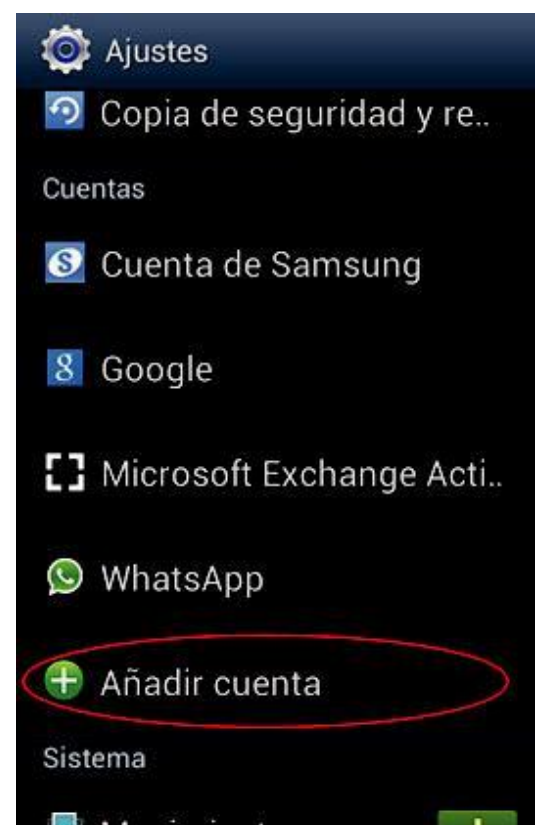 Ajustes
Copia de seguridad y re..
Cuentas
Cuenta de Samsung
Google
Microsoft Exchange Acti..
WhatsApp
Añadir cuenta
Sistema